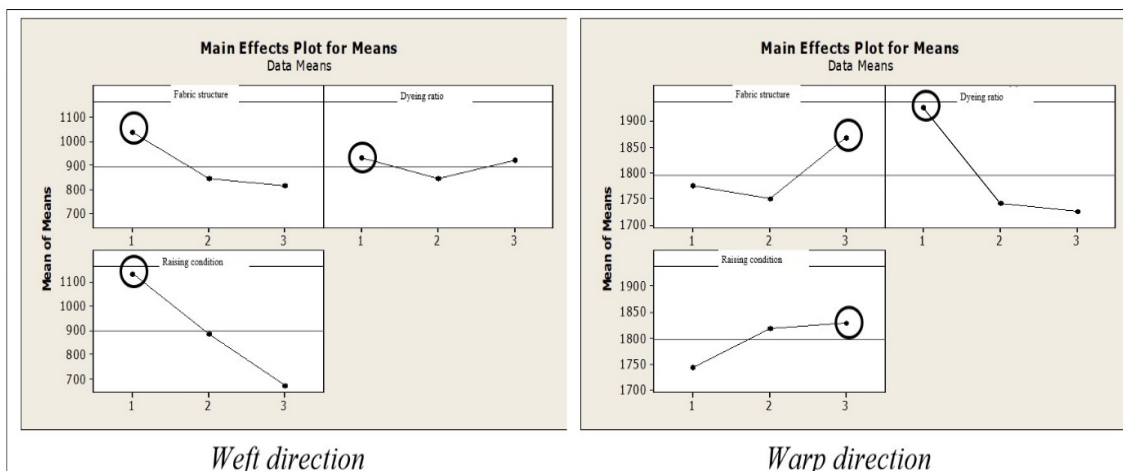 Main Effects Plot for Means
Data Means
Fabric structure
Dyeing ratio
Mean of Means
1100
1000
900
800
700
1 2 3
1 2 3
Raising condition
1100
1000
900
800
700
1 2 3
Weft direction
Main Effects Plot for Means
Data Means
Fabric structure
Dyeing ratio
Mean of Means
1900
1850
1800
1750
1700
1 2 3
1 2 3
Raising condition
1900
1850
1800
1750
1700
1 2 3
Warp direction